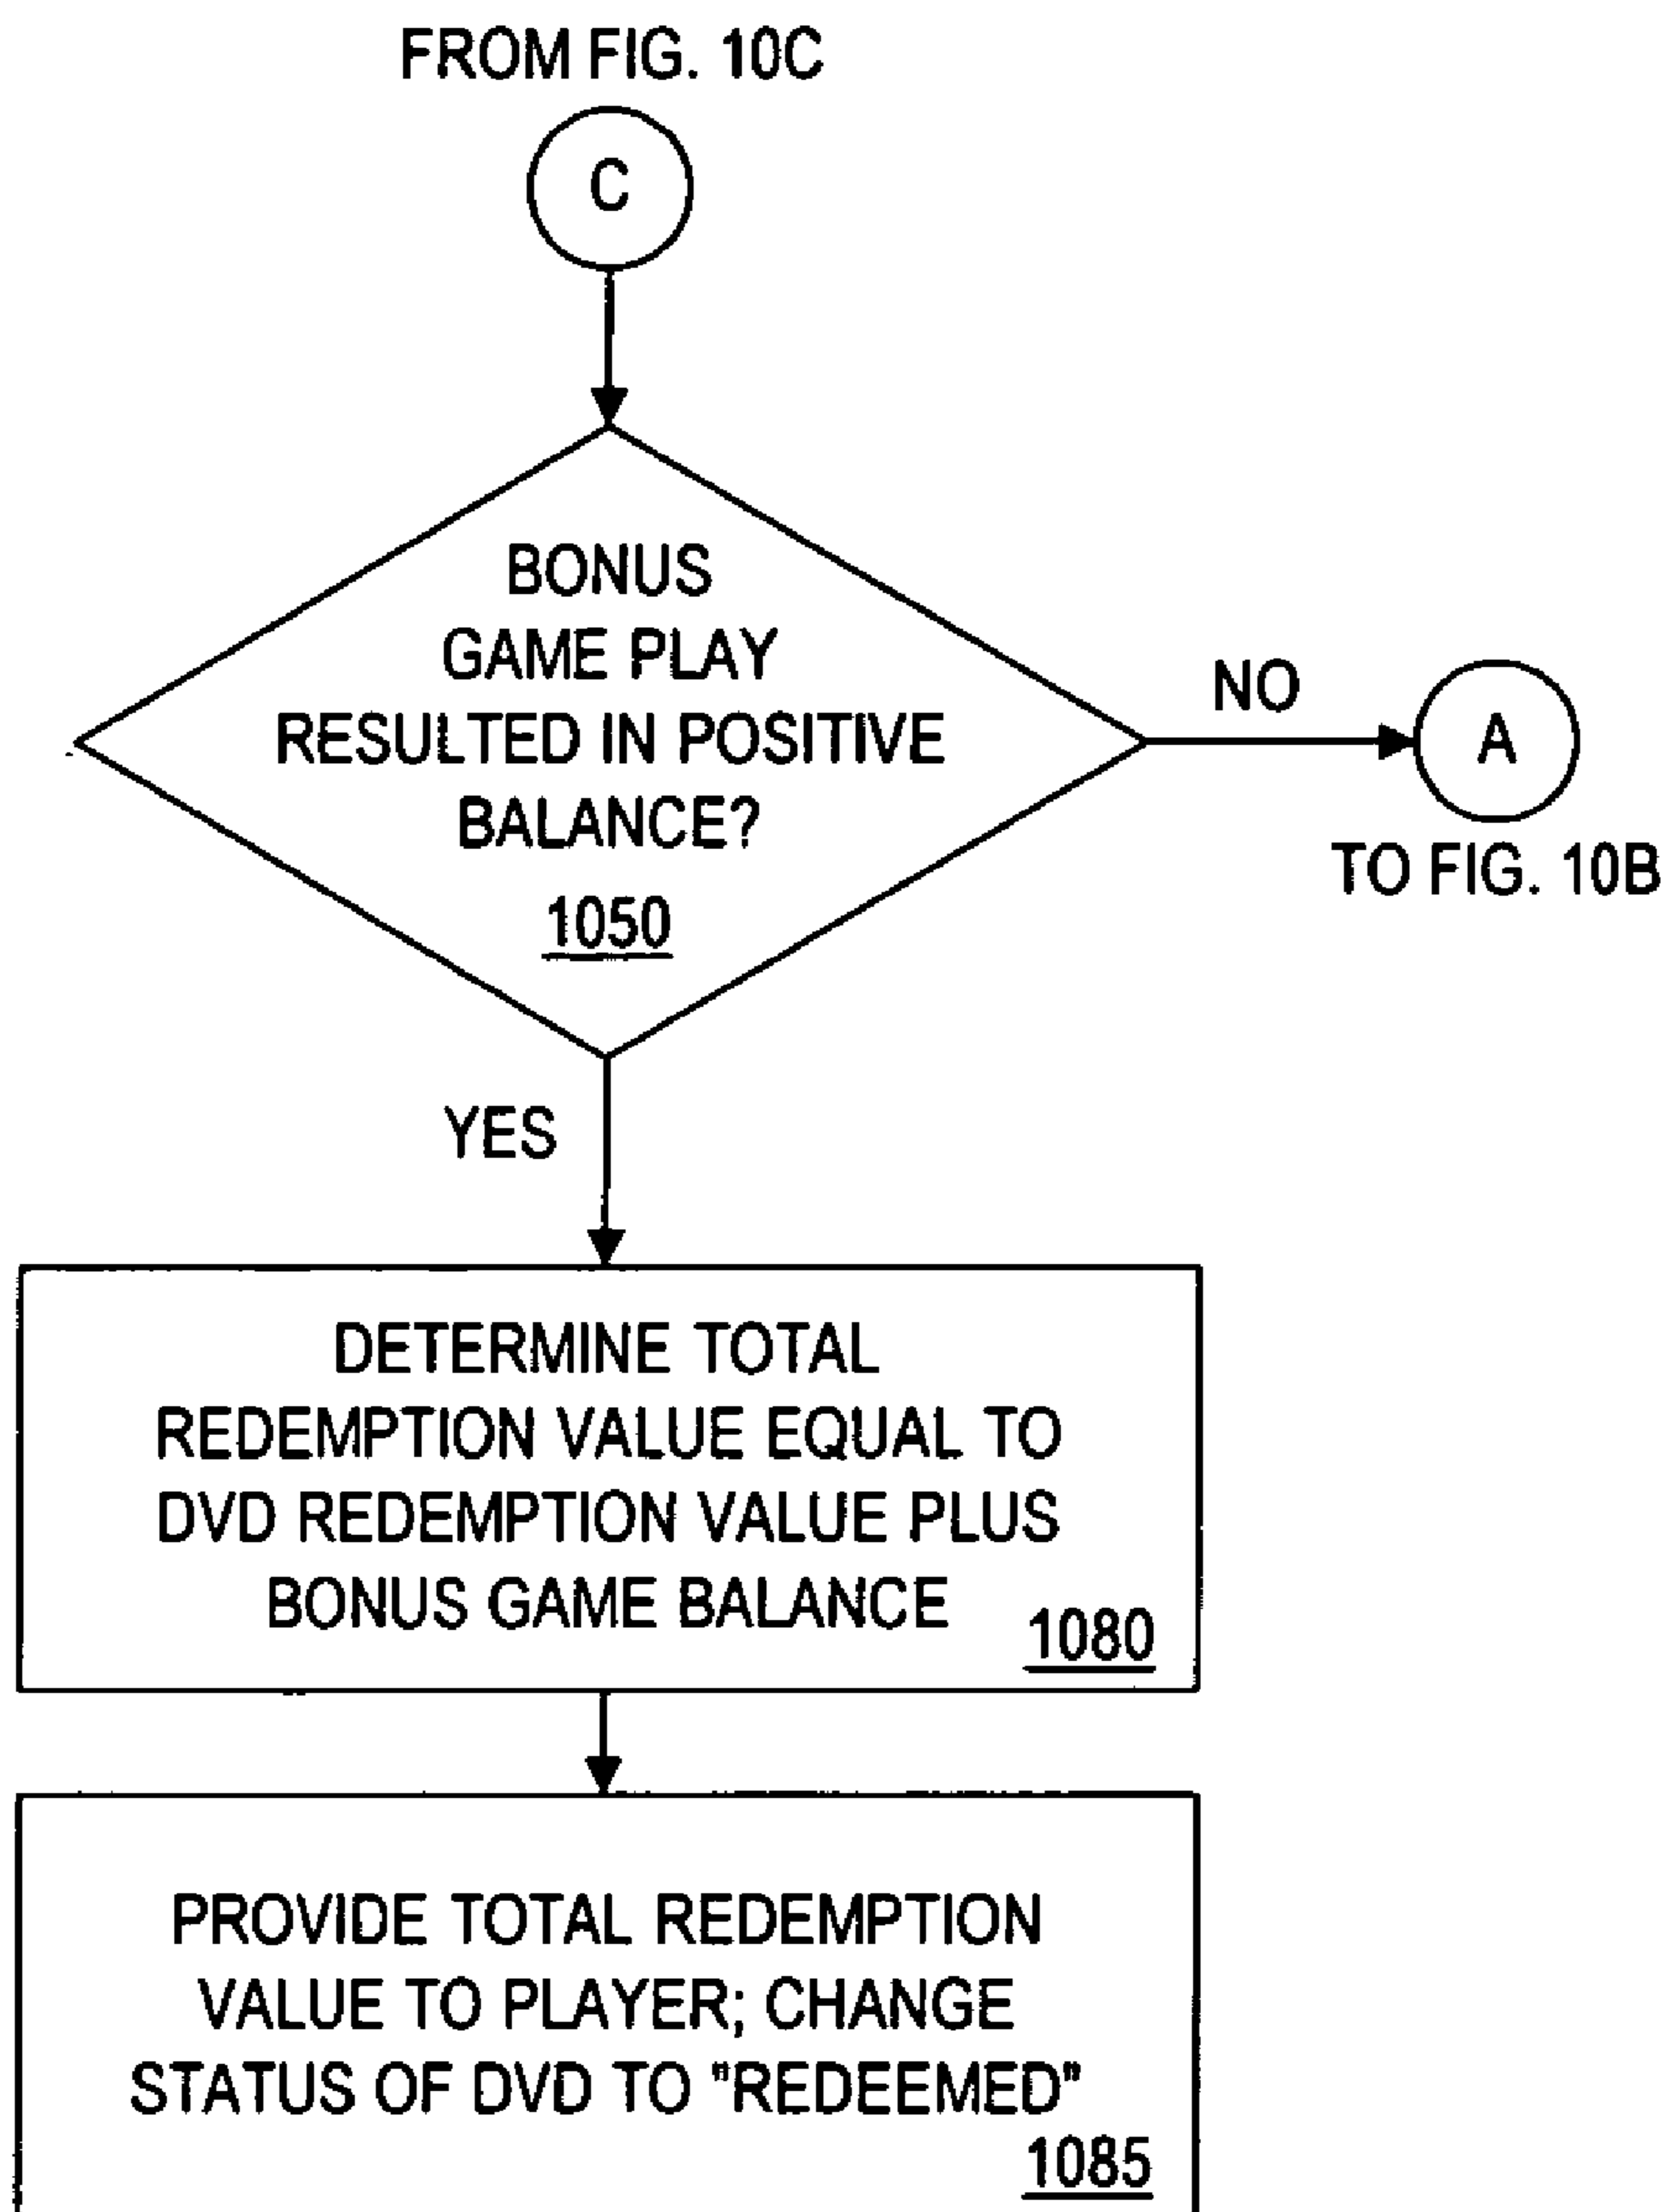 FROM FIG. 10C
C
BONUS
GAME PLAY
RESULTED IN POSITIVE
BALANCE?
1050
NO
A
TO FIG. 10B
YES
DETERMINE TOTAL
REDEMPTION VALUE EQUAL TO
DVD REDEMPTION VALUE PLUS
BONUS GAME BALANCE
1080
PROVIDE TOTAL REDEMPTION
VALUE TO PLAYER; CHANGE
STATUS OF DVD TO "REDEEMED"
1085